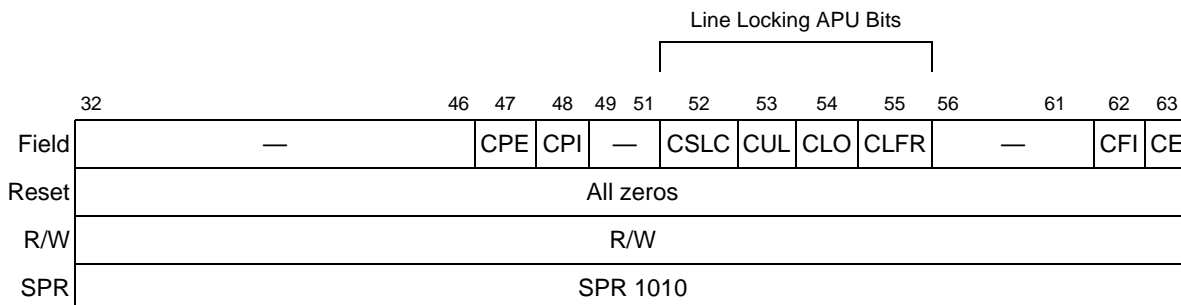 Line Locking APU Bits
32 46 47 48 49 51 52 53 54 55 56 61 62 63
Field — CPE CPI — CSLC CUL CLO CLFR — CFI CE
Reset All zeros
R/W R/W
SPR SPR 1010